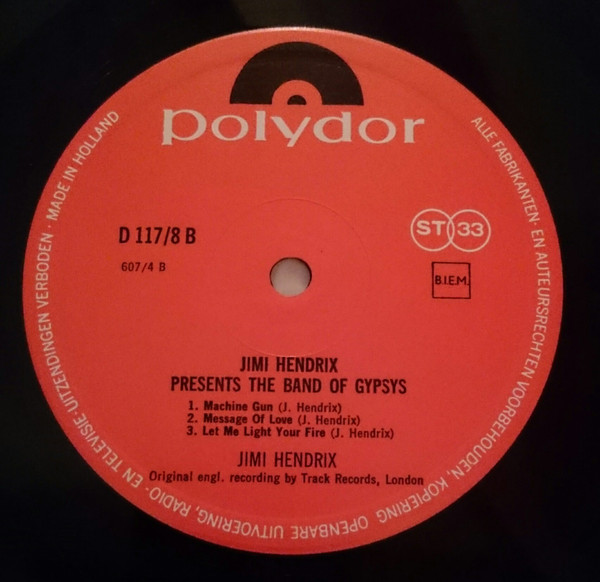 polydor
ALLE FABRIKANTEN- EN AUTEURSRECHTEN VOORBEHOUDEN, KOPIERING, OPENBARE UITVOERING, RADIO- EN TELEVISIE-UITZENDINGEN VERBODEN · MADE IN HOLLAND
D 117/8 B
607/4 B
ST 33
B.I.E.M.
JIMI HENDRIX
PRESENTS THE BAND OF GYPSYS
1. Machine Gun (J. Hendrix)
2. Message Of Love (J. Hendrix)
3. Let Me Light Your Fire (J. Hendrix)
JIMI HENDRIX
Original engl. recording by Track Records, London